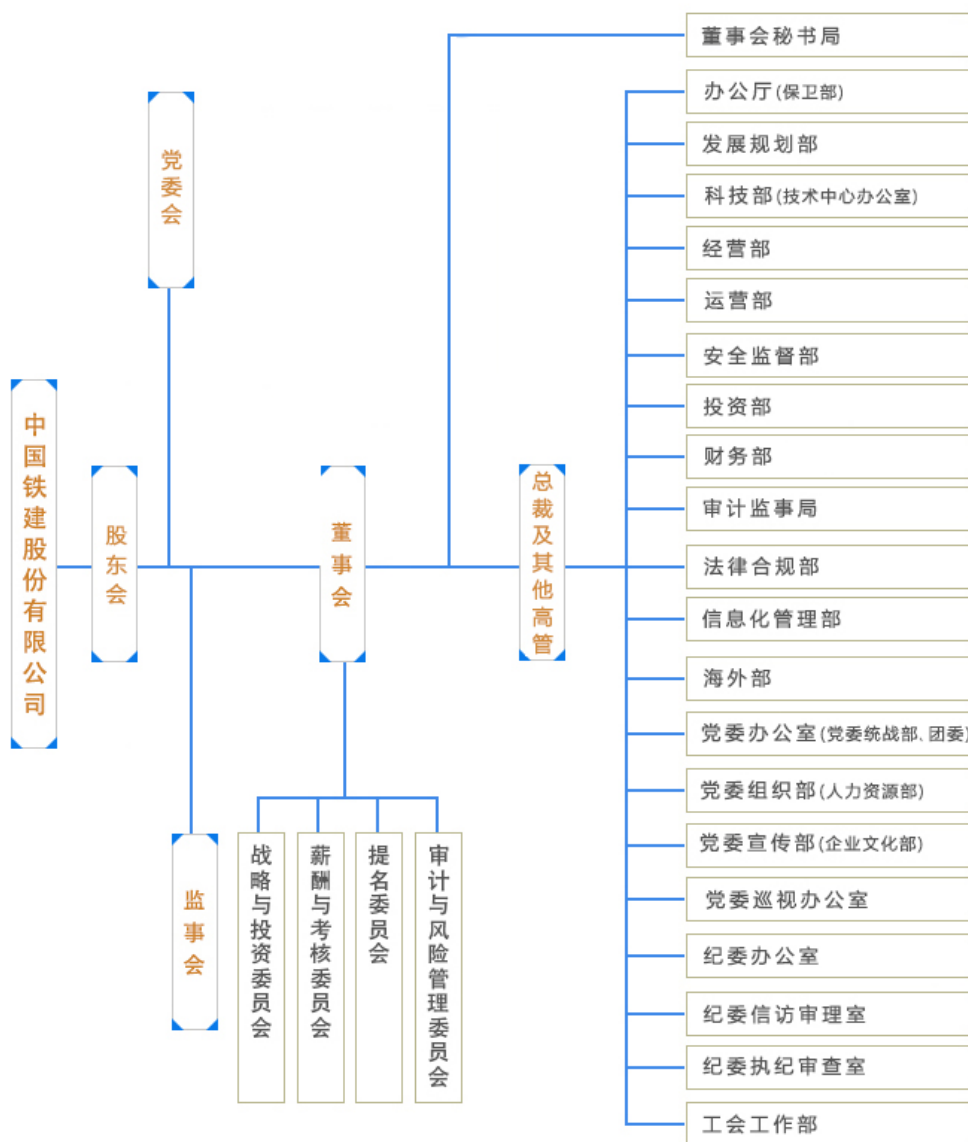 中国铁建股份有限公司
股东会
党委会
监事会
董事会
战略与投资委员会
薪酬与考核委员会
提名委员会
审计与风险管理委员会
总裁及其他高管
董事会秘书局
办公厅(保卫部)
发展规划部
科技部(技术中心办公室)
经营部
运营部
安全监督部
投资部
财务部
审计监事局
法律合规部
信息化管理部
海外部
党委办公室(党委统战部、团委)
党委组织部(人力资源部)
党委宣传部(企业文化部)
党委巡视办公室
纪委办公室
纪委信访审理室
纪委执纪审查室
工会工作部